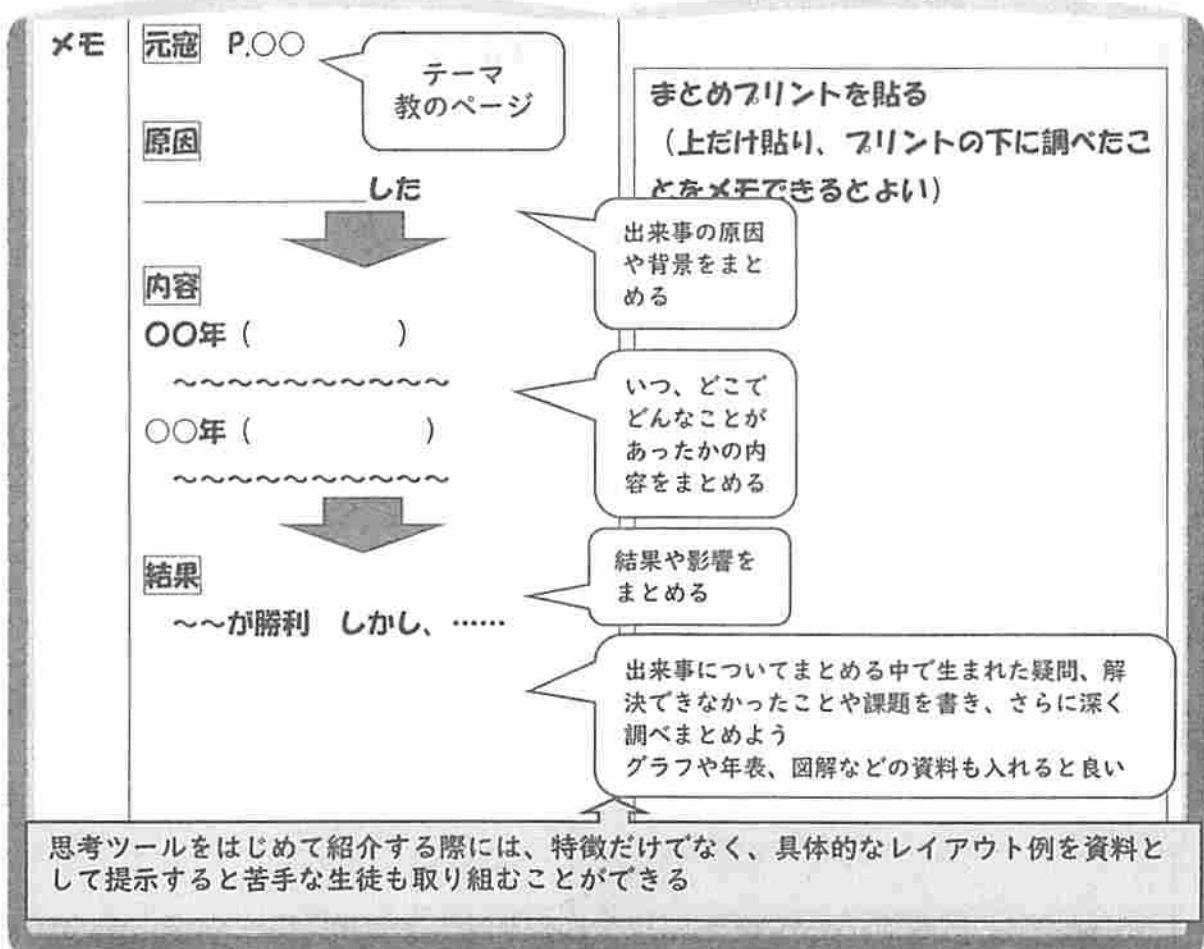 メモ
元寇 P.○○
テーマ
教のページ
原因
＿＿＿＿＿＿＿＿した
内容
○○年（　　　　）
～～～～～～～～～～
○○年（　　　　　）
～～～～～～～～～～
結果
～～が勝利　しかし、……
まとめプリントを貼る
（上だけ貼り、プリントの下に調べたこ
とをメモできるとよい）
出来事の原因
や背景をまと
める
いつ、どこで
どんなことが
あったかの内
容をまとめる
結果や影響を
まとめる
出来事についてまとめる中で生まれた疑問、解
決できなかったことや課題を書き、さらに深く
調べまとめよう
グラフや年表、図解などの資料も入れると良い
思考ツールをはじめて紹介する際には、特徴だけでなく、具体的なレイアウト例を資料と
して提示すると苦手な生徒も取り組むことができる